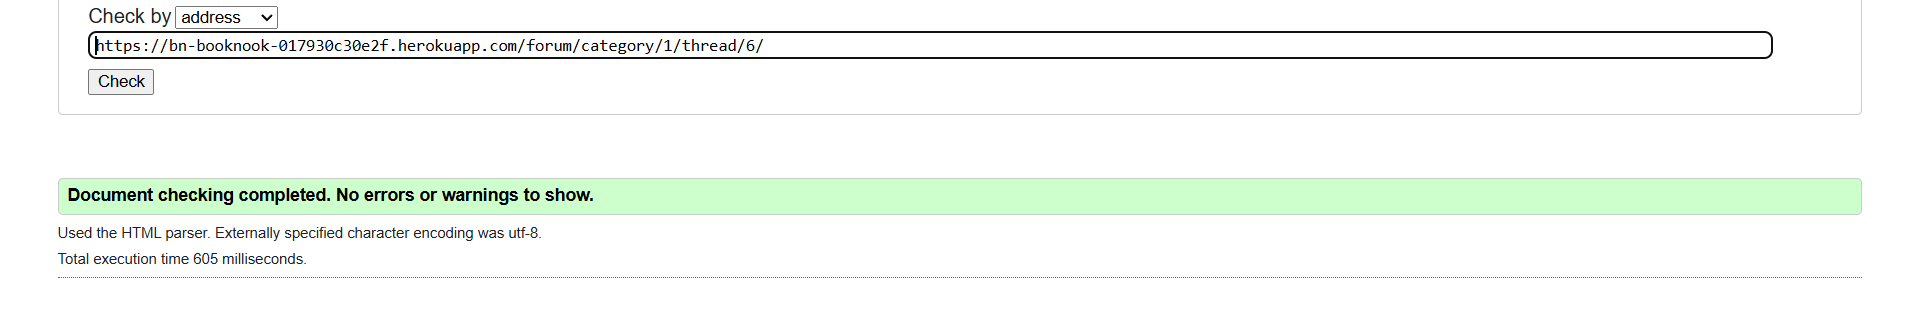 Check by address
https://bn-booknook-017930c30e2f.herokuapp.com/forum/category/1/thread/6/
Check
Document checking completed. No errors or warnings to show.
Used the HTML parser. Externally specified character encoding was utf-8.
Total execution time 605 milliseconds.